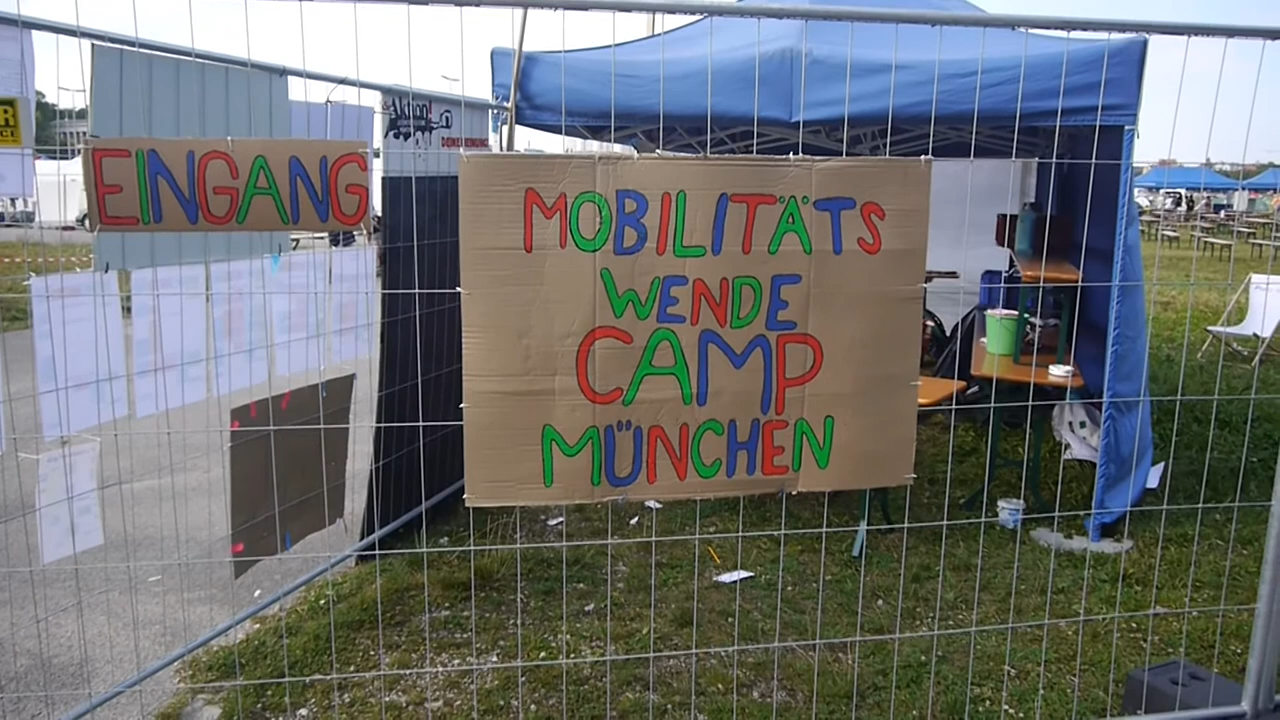 EINGANG
MOBILITÄTS
WENDE
CAMP
MÜNCHEN
Aktion!